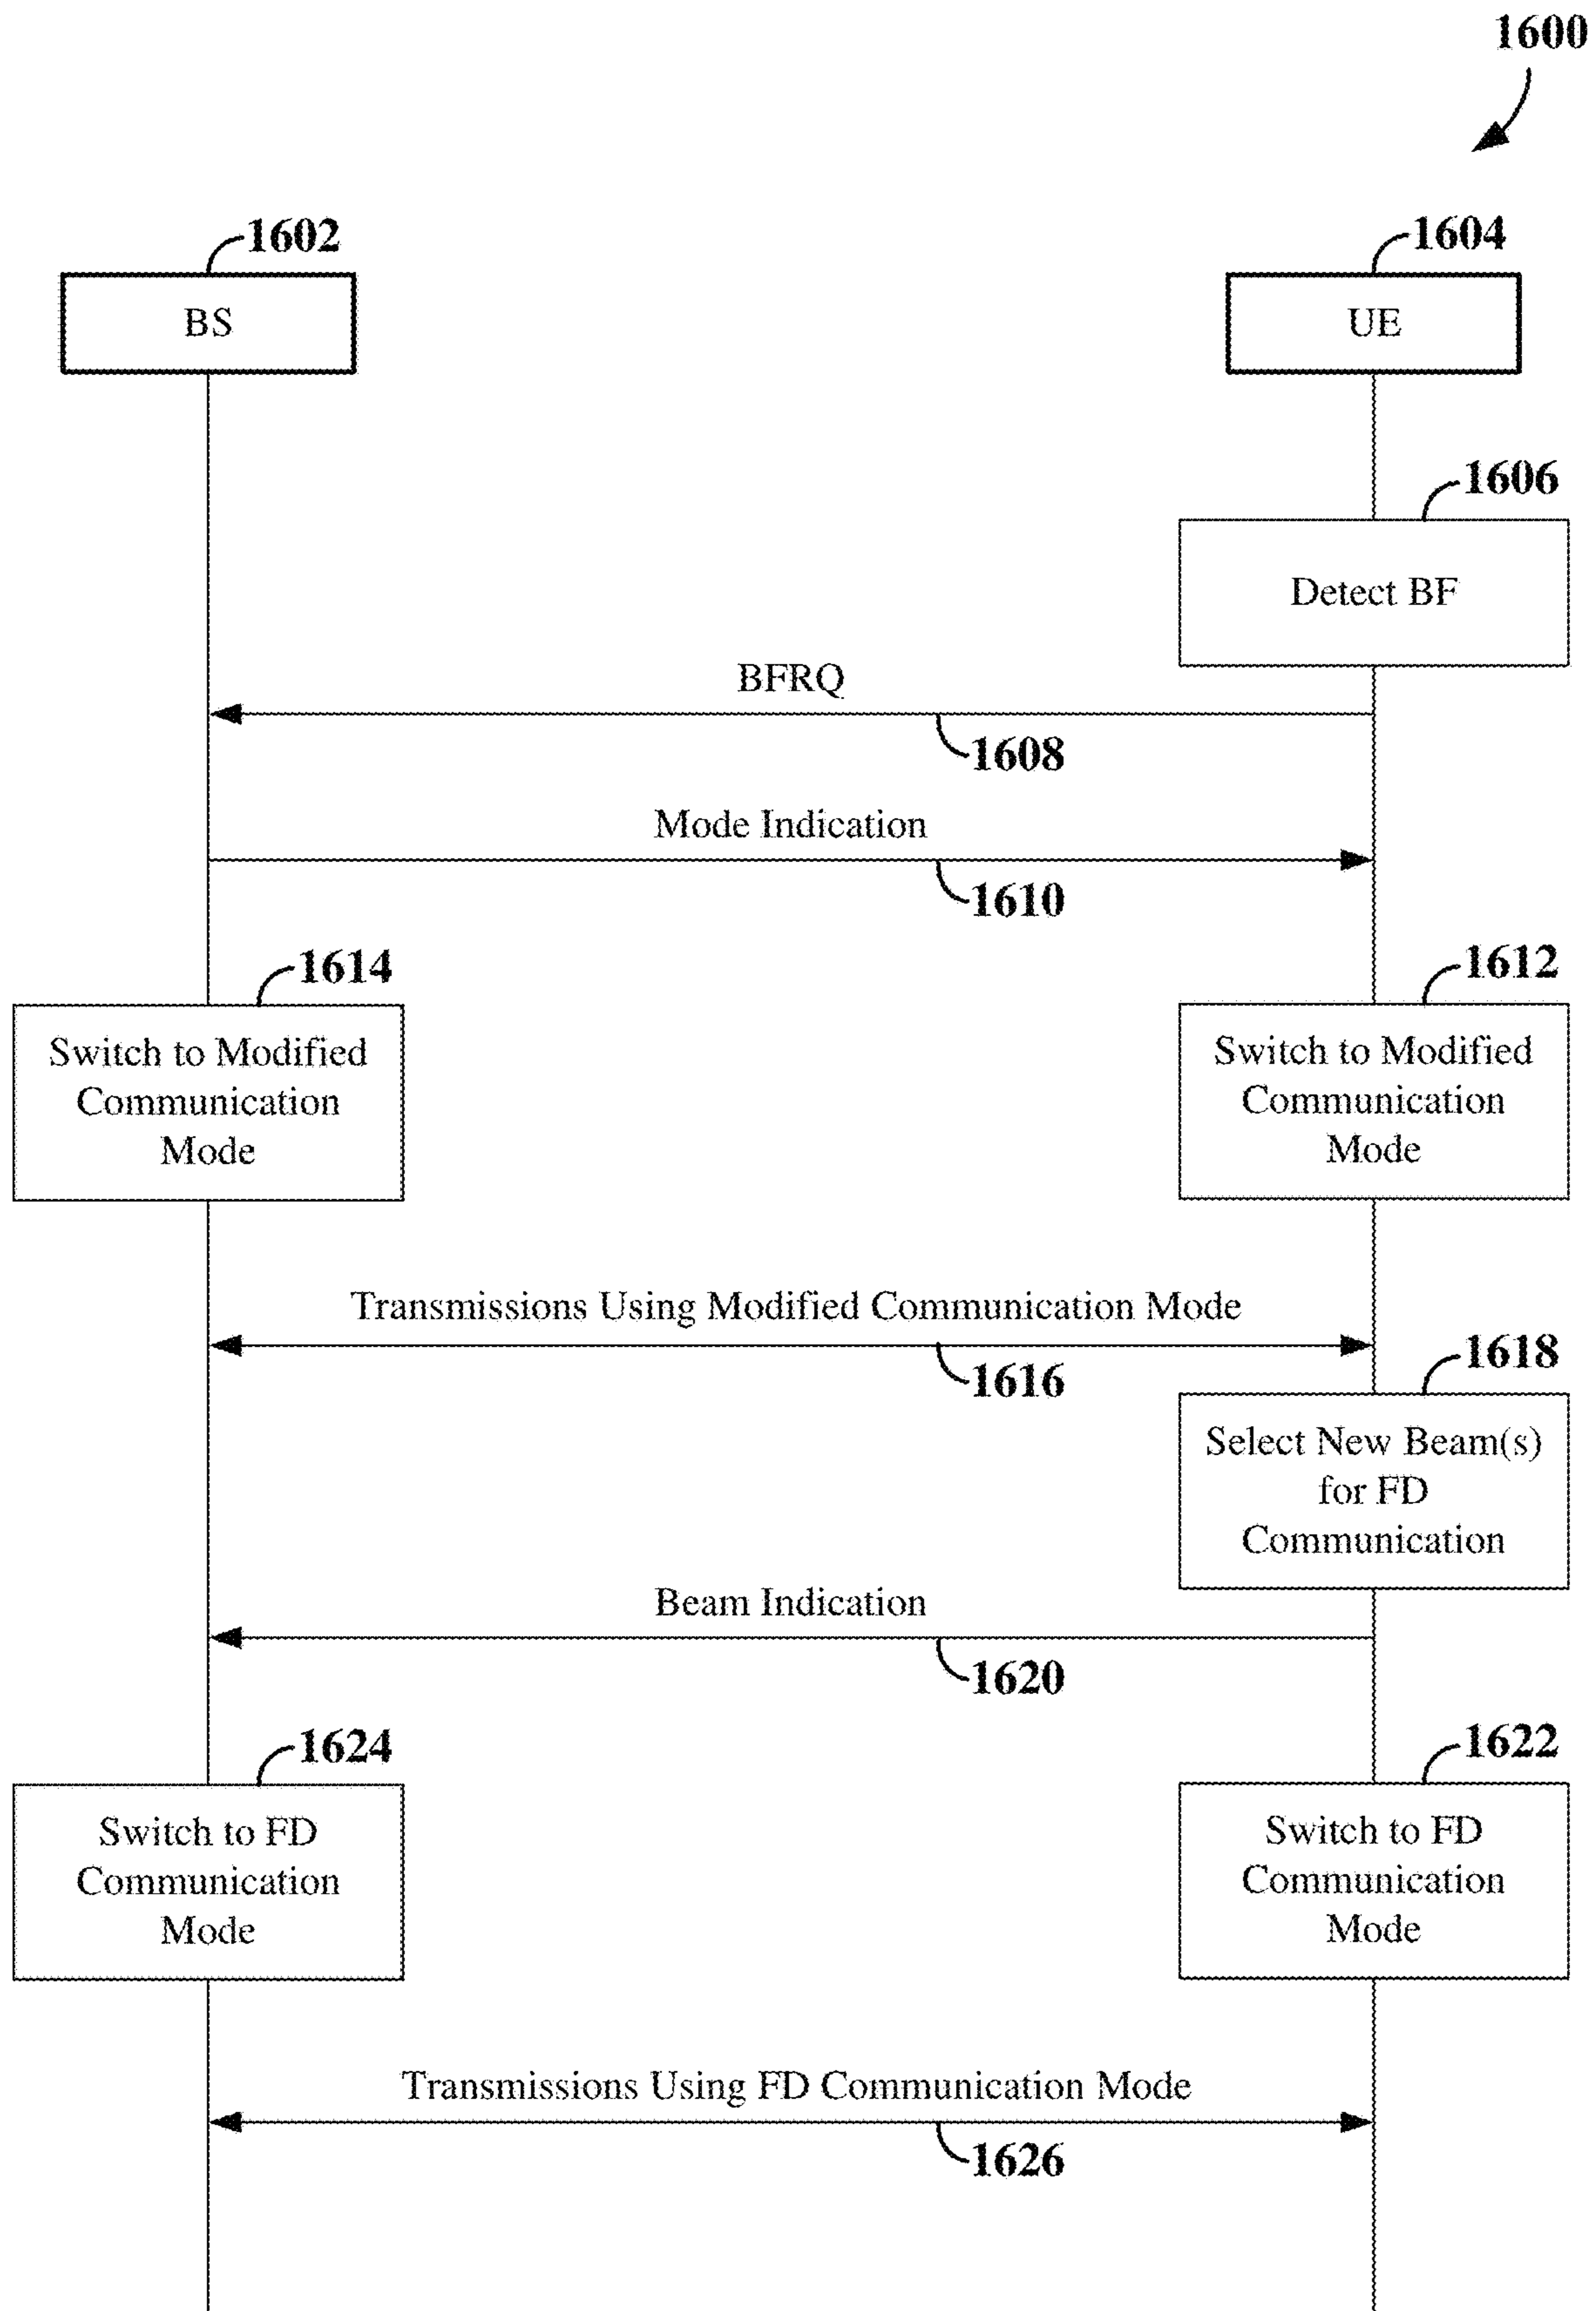 1600
1602
1604
BS
UE
1606
Detect BF
BFRQ
1608
Mode Indication
1610
1614
1612
Switch to Modified
Communication
Mode
Switch to Modified
Communication
Mode
Transmissions Using Modified Communication Mode
1616
1618
Select New Beam(s)
for FD
Communication
Beam Indication
1620
1624
1622
Switch to FD
Communication
Mode
Switch to FD
Communication
Mode
Transmissions Using FD Communication Mode
1626